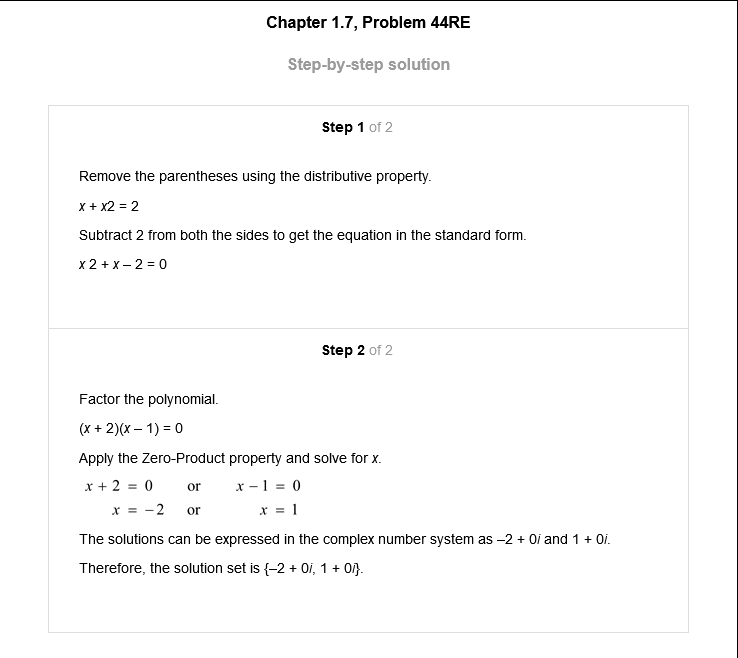 Chapter 1.7, Problem 44RE
Step-by-step solution
Step 1 of 2
Remove the parentheses using the distributive property.
x + x2 = 2
Subtract 2 from both the sides to get the equation in the standard form.
x 2 + x – 2 = 0
Step 2 of 2
Factor the polynomial.
(x + 2)(x – 1) = 0
Apply the Zero-Product property and solve for x.
x + 2 = 0 or x − 1 = 0
x = −2 or x = 1
The solutions can be expressed in the complex number system as –2 + 0i and 1 + 0i.
Therefore, the solution set is {–2 + 0i, 1 + 0i}.